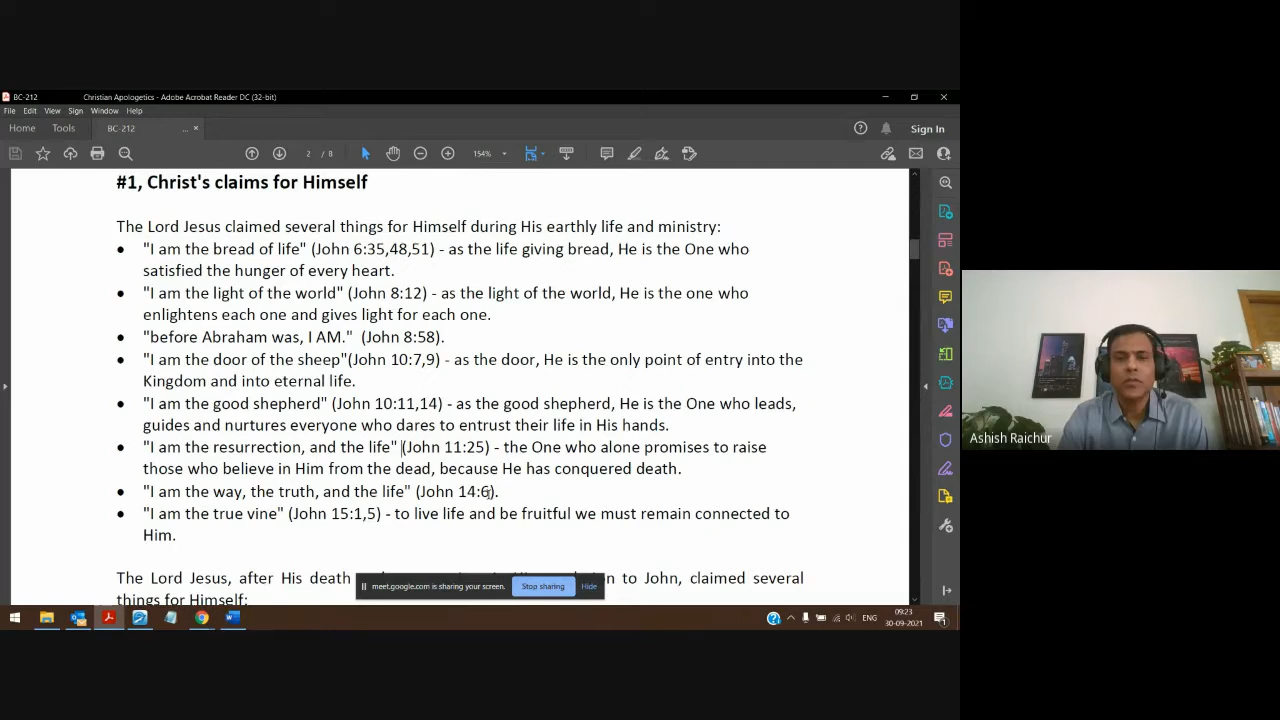 BC-212
Christian Apologetics - Adobe Acrobat Reader DC (32-bit)
File Edit View Sign Window Help
Home Tools BC-212 ... × Sign In
2 / 8 154%
#1, Christ's claims for Himself
The Lord Jesus claimed several things for Himself during His earthly life and ministry:
• "I am the bread of life" (John 6:35,48,51) - as the life giving bread, He is the One who
satisfied the hunger of every heart.
• "I am the light of the world" (John 8:12) - as the light of the world, He is the one who
enlightens each one and gives light for each one.
• "before Abraham was, I AM." (John 8:58).
• "I am the door of the sheep"(John 10:7,9) - as the door, He is the only point of entry into the
Kingdom and into eternal life.
• "I am the good shepherd" (John 10:11,14) - as the good shepherd, He is the One who leads,
guides and nurtures everyone who dares to entrust their life in His hands.
• "I am the resurrection, and the life" (John 11:25) - the One who alone promises to raise
those who believe in Him from the dead, because He has conquered death.
• "I am the way, the truth, and the life" (John 14:6).
• "I am the true vine" (John 15:1,5) - to live life and be fruitful we must remain connected to
Him.
The Lord Jesus, after His death to John, claimed several
things for Himself:
meet.google.com is sharing your screen. Stop sharing Hide
ENG
09:23
30-09-2021
Ashish Raichur